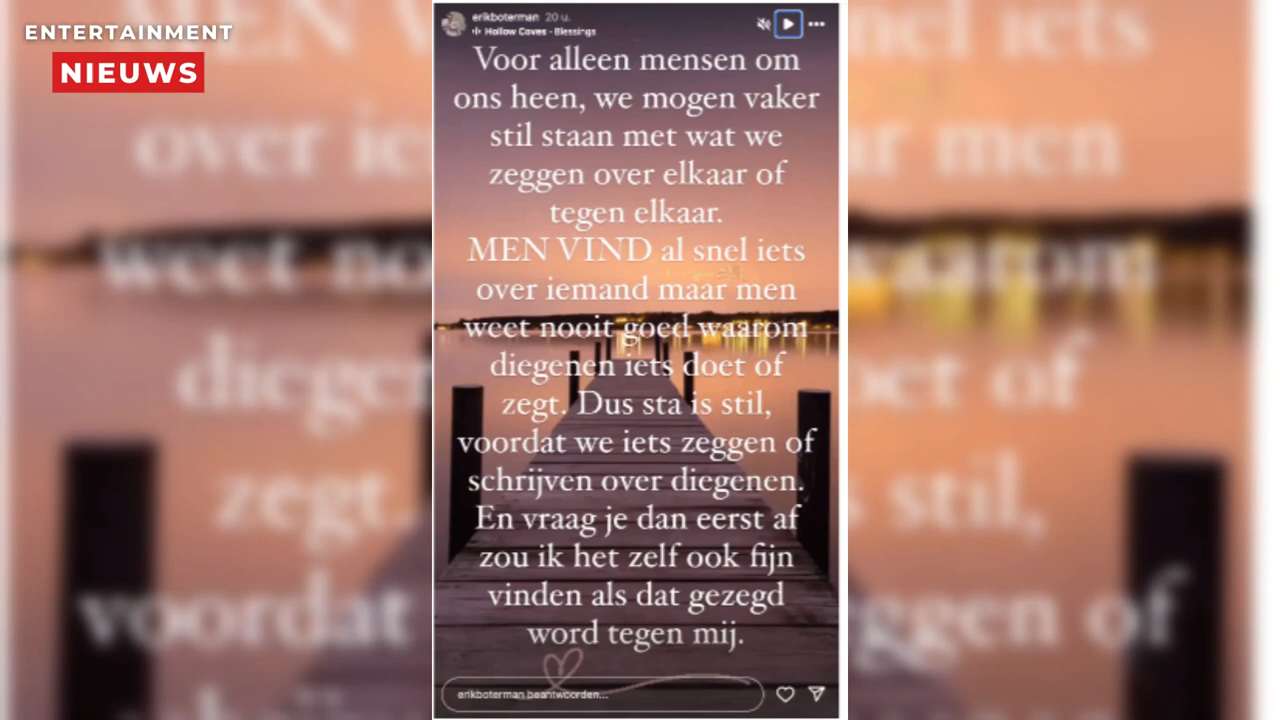 ENTERTAINMENT
NIEUWS
erikboterman 20 u.
Hollow Coves · Blessings
Voor alleen mensen om
ons heen, we mogen vaker
stil staan met wat we
zeggen over elkaar of
tegen elkaar.
MEN VIND al snel iets
over iemand maar men
weet nooit goed waarom
diegenen iets doet of
zegt. Dus sta is stil,
voordat we iets zeggen of
schrijven over diegenen.
En vraag je dan eerst af
zou ik het zelf ook fijn
vinden als dat gezegd
word tegen mij.
erikboterman beantwoorden...